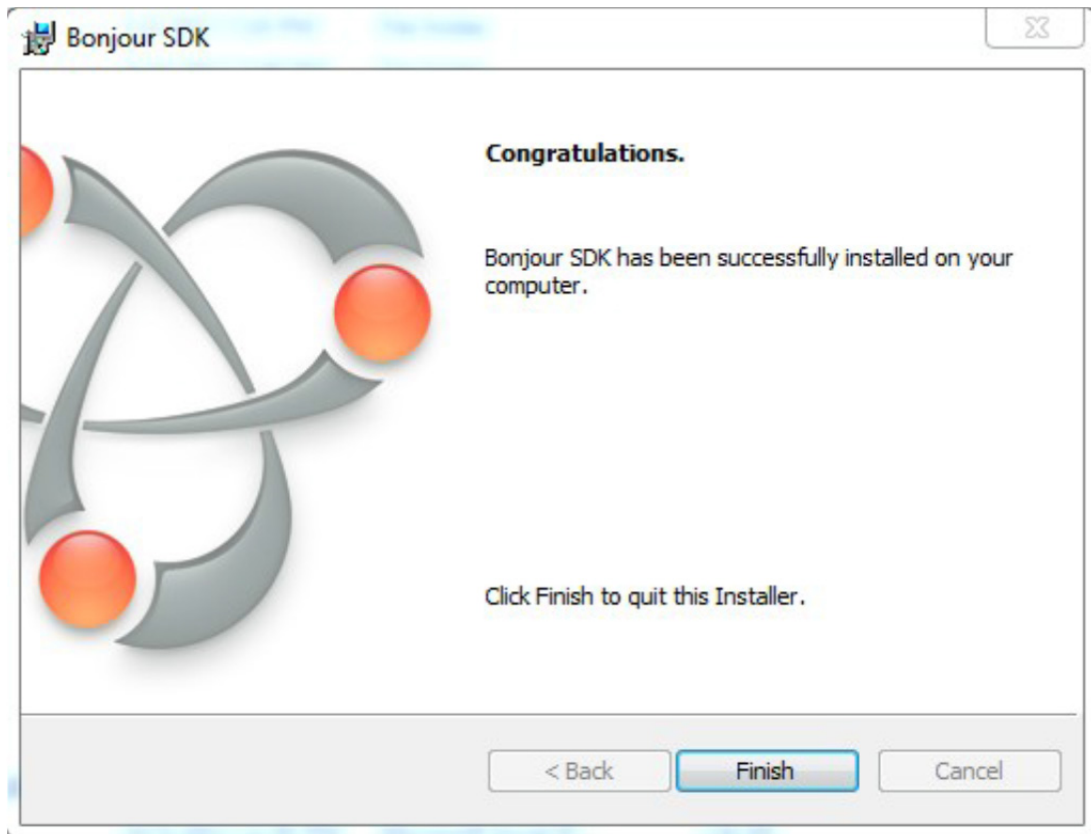 Bonjour SDK
Congratulations.
Bonjour SDK has been successfully installed on your
computer.
Click Finish to quit this Installer.
< Back
Finish
Cancel